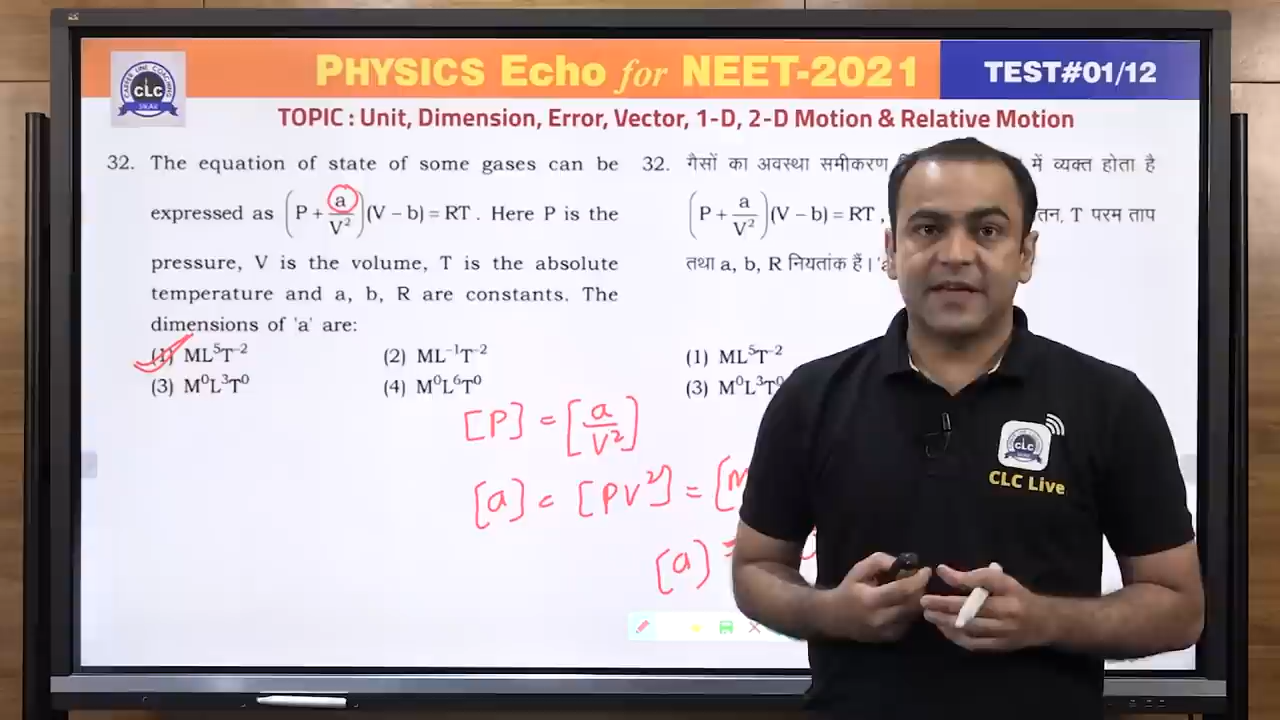 PHYSICS Echo for NEET-2021
TEST#01/12
CLC
SIKAR
TOPIC : Unit, Dimension, Error, Vector, 1-D, 2-D Motion & Relative Motion
32. The equation of state of some gases can be
expressed as (P + a/V²)(V − b) = RT . Here P is the
pressure, V is the volume, T is the absolute
temperature and a, b, R are constants. The
dimensions of 'a' are:
(1) ML⁵T⁻² (2) ML⁻¹T⁻²
(3) M⁰L³T⁰ (4) M⁰L⁶T⁰
[P] = [a/V²]
[a] = [PV²] = [M
[a] =
32. गैसों का अवस्था समीकरण में व्यक्त होता है
(P + a/V²)(V − b) = RT , T परम ताप
तथा a, b, R नियतांक हैं। 'a
(1) ML⁵T⁻²
(3) M⁰L³T⁰
CLC
CLC Live